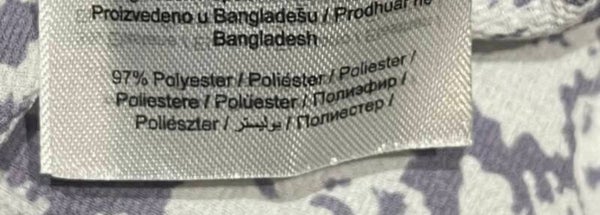 Proizvedeno u Bangladešu / Prodhuar në
Bangladesh
97% Polyester / Poliéster / Poliester /
Poliestere / Polüester / Полиэфир /
Poliészter / بوليستر / Полиестер /